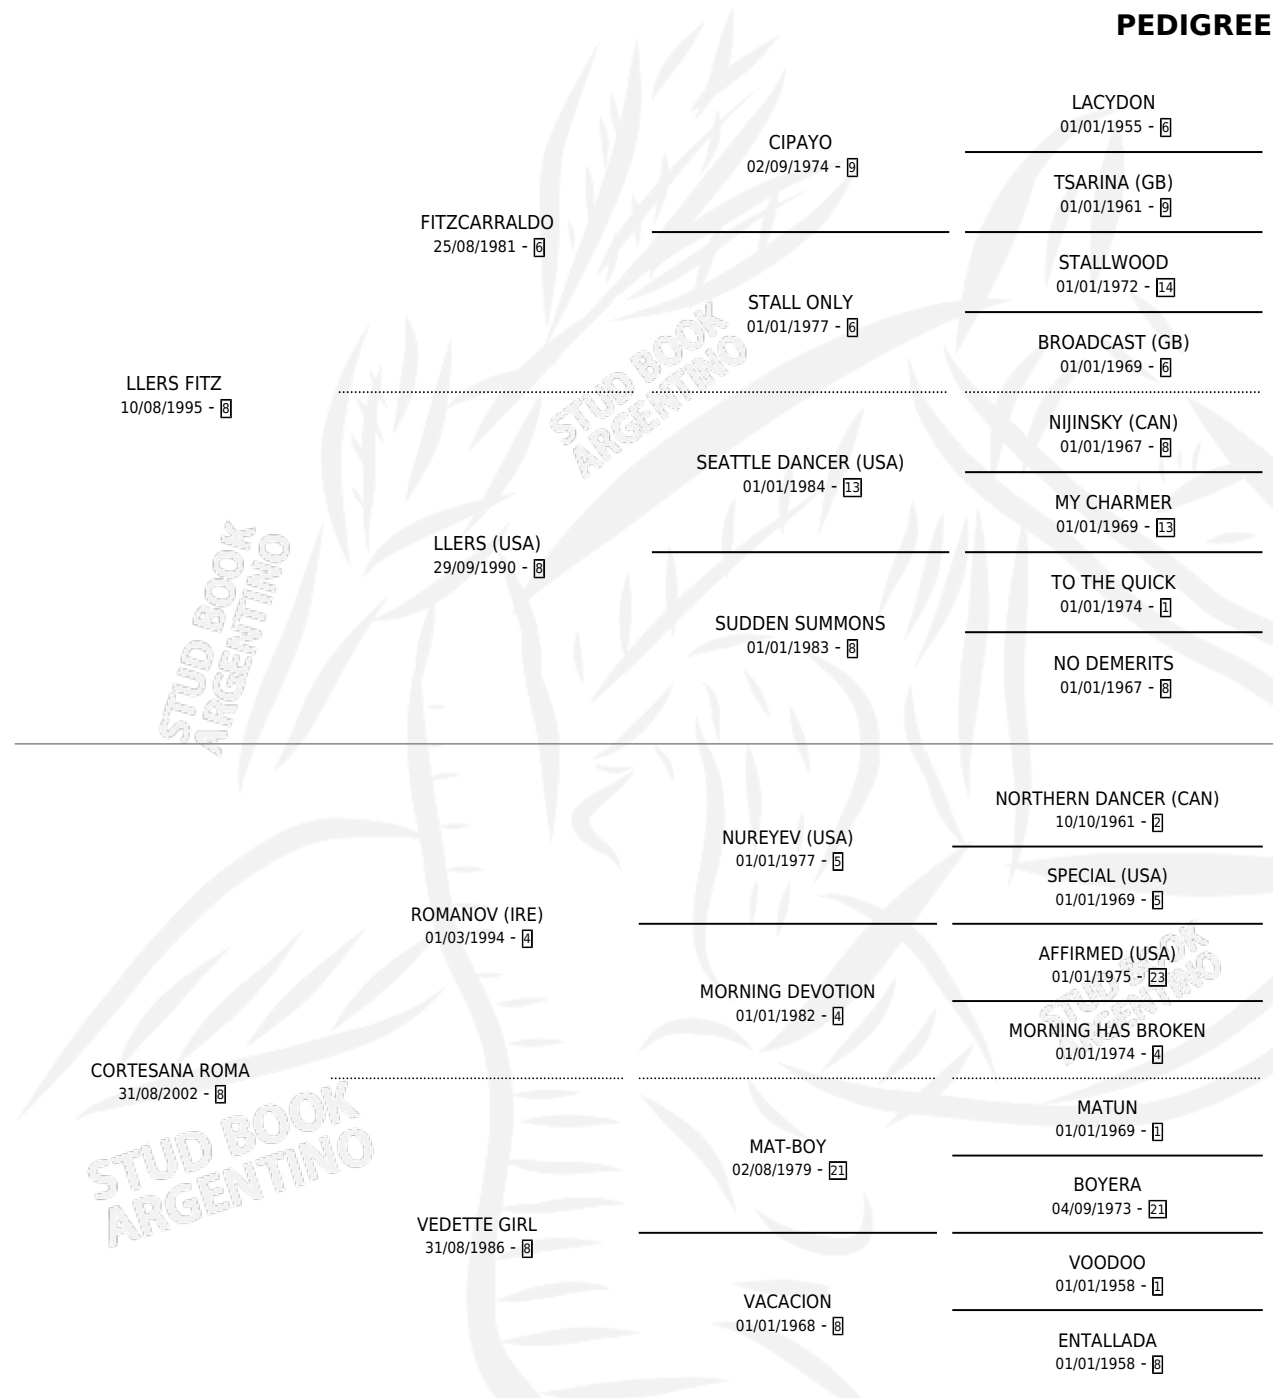 PEDIGREE
LACYDON
01/01/1955 - 6
CIPAYO
02/09/1974 - 9
TSARINA (GB)
01/01/1961 - 9
FITZCARRALDO
25/08/1981 - 6
STALLWOOD
01/01/1972 - 14
STALL ONLY
01/01/1977 - 6
BROADCAST (GB)
01/01/1969 - 6
LLERS FITZ
10/08/1995 - 8
NIJINSKY (CAN)
01/01/1967 - 8
SEATTLE DANCER (USA)
01/01/1984 - 13
MY CHARMER
01/01/1969 - 13
LLERS (USA)
29/09/1990 - 8
TO THE QUICK
01/01/1974 - 1
SUDDEN SUMMONS
01/01/1983 - 8
NO DEMERITS
01/01/1967 - 8
STUD BOOK
ARGENTINO
STUD BOOK
ARGENTINO
NORTHERN DANCER (CAN)
10/10/1961 - 2
NUREYEV (USA)
01/01/1977 - 5
SPECIAL (USA)
01/01/1969 - 5
ROMANOV (IRE)
01/03/1994 - 4
AFFIRMED (USA)
01/01/1975 - 23
MORNING DEVOTION
01/01/1982 - 4
MORNING HAS BROKEN
01/01/1974 - 4
STUD BOOK
ARGENTINO
CORTESANA ROMA
31/08/2002 - 8
MATUN
01/01/1969 - 1
MAT-BOY
02/08/1979 - 21
BOYERA
04/09/1973 - 21
VEDETTE GIRL
31/08/1986 - 8
VOODOO
01/01/1958 - 1
VACACION
01/01/1968 - 8
ENTALLADA
01/01/1958 - 8
STUD BOOK
ARGENTINO